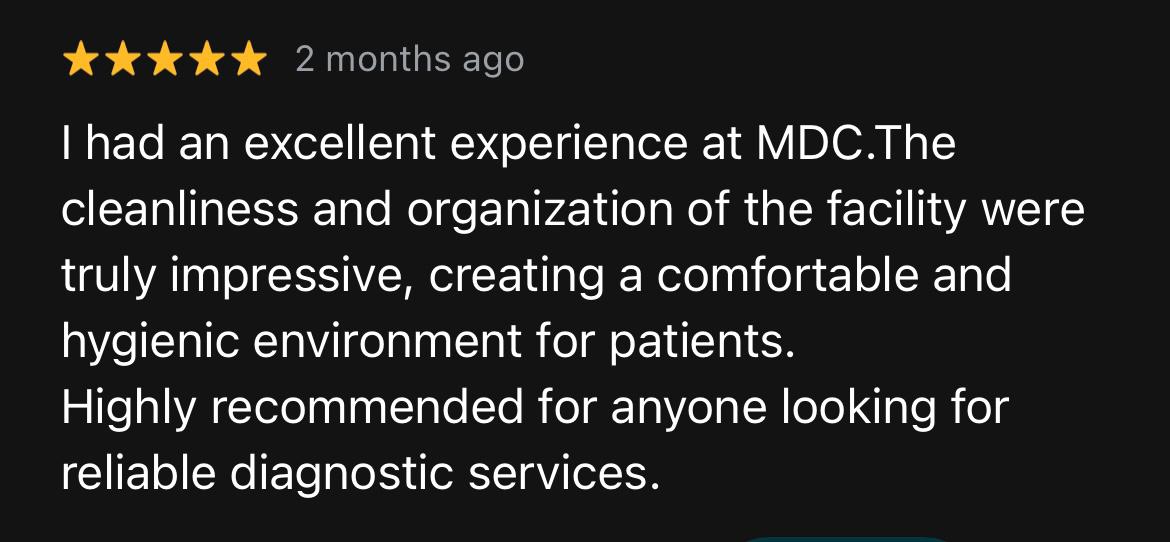 2 months ago
I had an excellent experience at MDC.The
cleanliness and organization of the facility were
truly impressive, creating a comfortable and
hygienic environment for patients.
Highly recommended for anyone looking for
reliable diagnostic services.